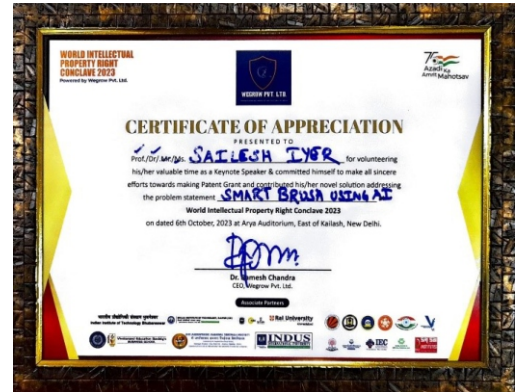 WORLD INTELLECTUAL
PROPERTY RIGHT
CONCLAVE 2023
Powered by Wegrow Pvt. Ltd.
WEGROW PVT LTD
75
Azadi Ka
Amrit Mahotsav
CERTIFICATE OF APPRECIATION
PRESENTED TO
Prof./Dr./Mr./Ms. SAILESH IYER for volunteering
his/her valuable time as a Keynote Speaker & committed himself to make all sincere
efforts towards making Patent Grant and contributed his/her novel solution addressing
the problem statement SMART BRUSH USING AI
World Intellectual Property Right Conclave 2023
on dated 6th October, 2023 at Arya Auditorium, East of Kailash, New Delhi.
Dr. Ramesh Chandra
CEO, Wegrow Pvt. Ltd.
Associate Partners
Indian Institute of Technology Bhubaneswar
Rai University
INDUS
IEC